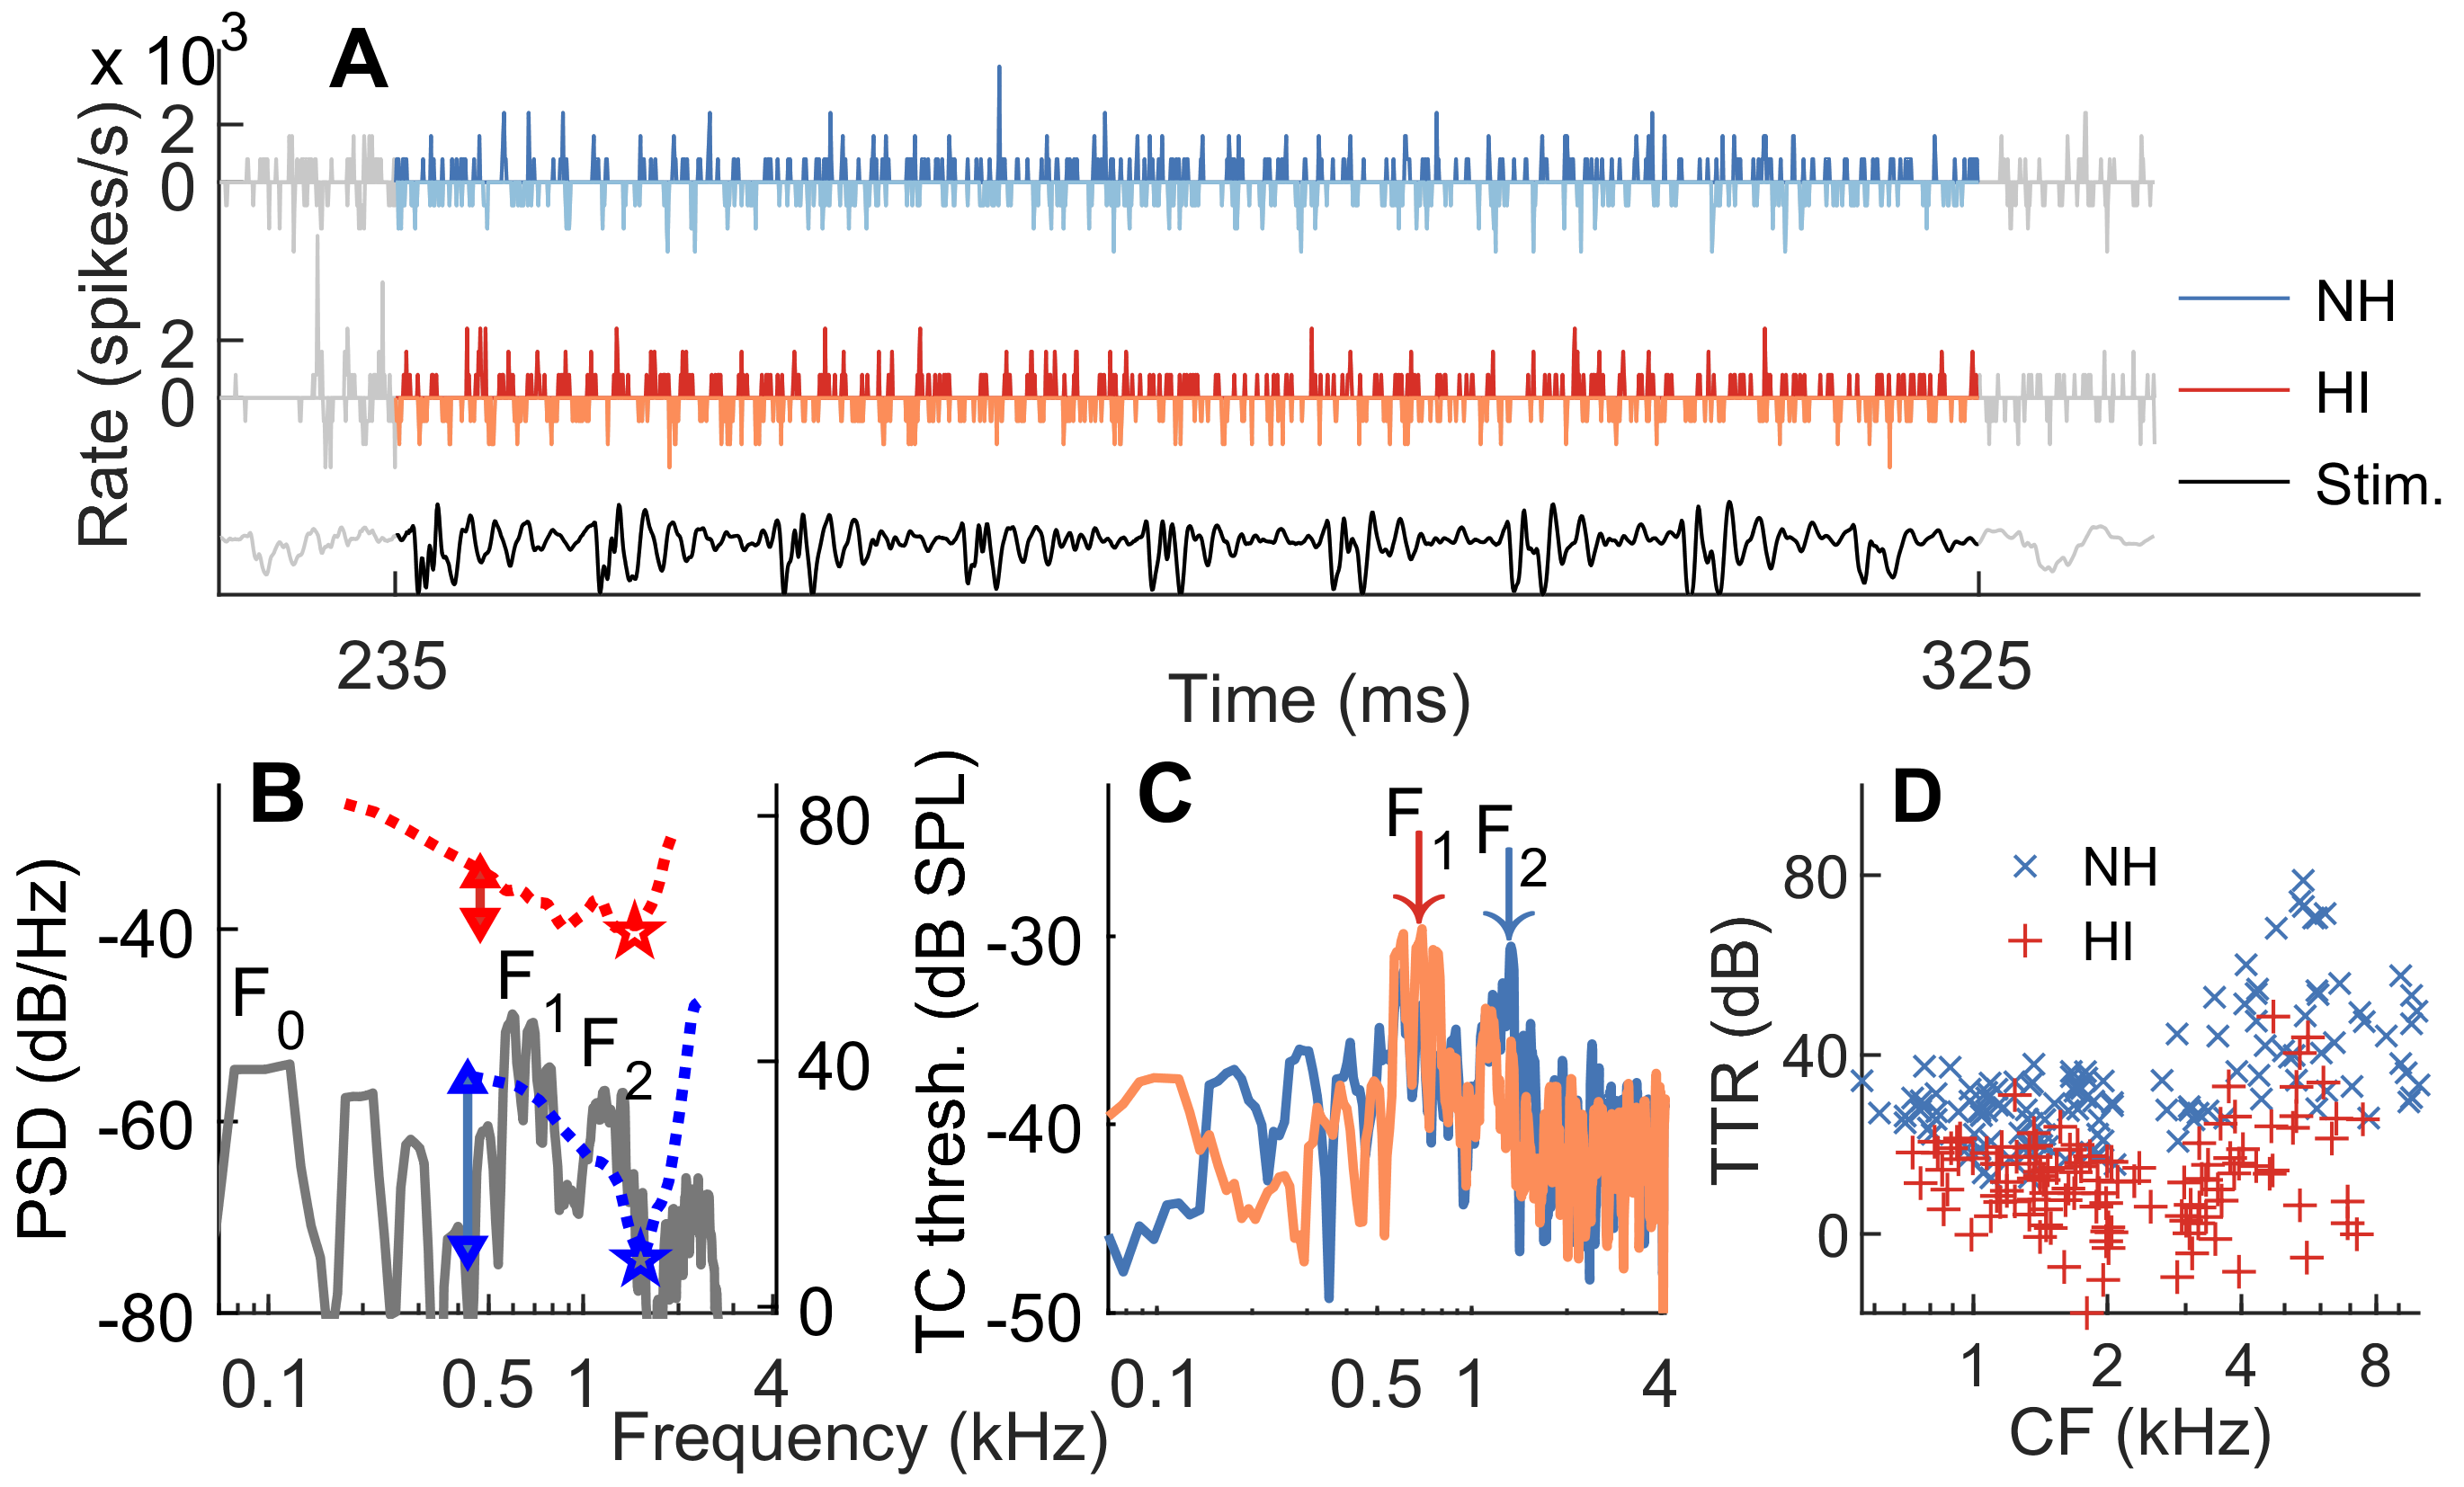 x 10³
A
Rate (spikes/s)
2
0
2
0
NH
HI
Stim.
235
325
Time (ms)
B
PSD (dB/Hz)
-40
-60
-80
F₀
F₁
F₂
80
40
0
TC thresh. (dB SPL)
0.1
0.5
1
4
Frequency (kHz)
C
F₁
F₂
-30
-40
-50
0.1
0.5
1
4
D
NH
HI
TTR (dB)
80
40
0
1
2
4
8
CF (kHz)